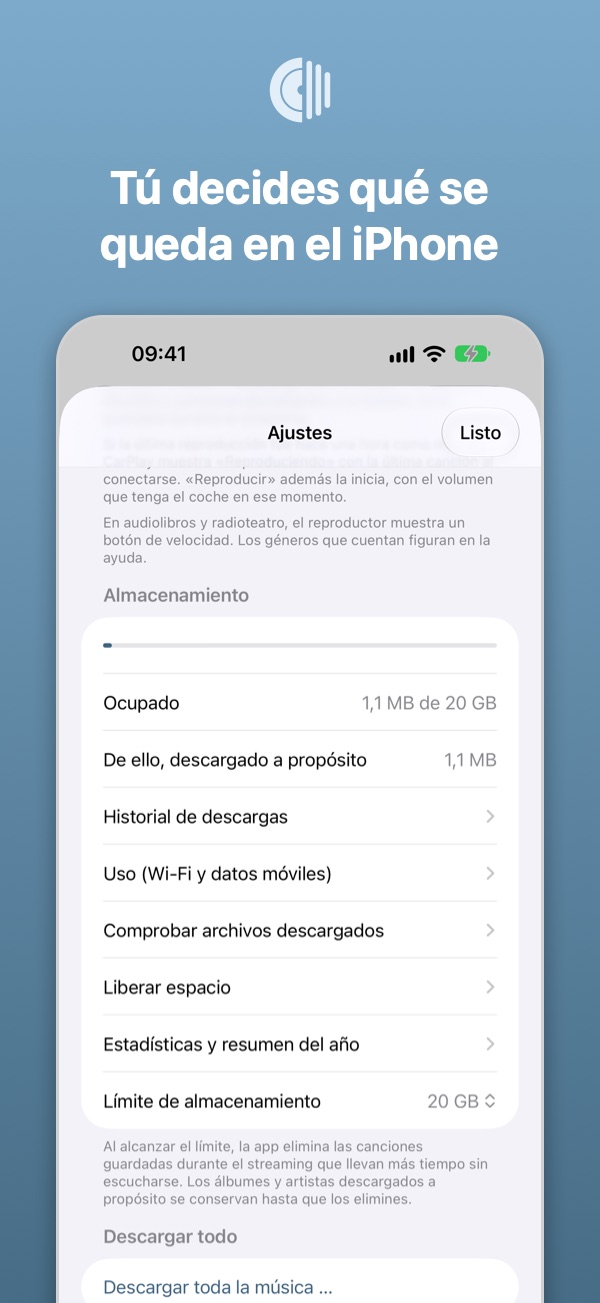 Tú decides qué se
queda en el iPhone
09:41
Ajustes
Listo
conectarse. «Reproducir» además la inicia, con el volumen
que tenga el coche en ese momento.
En audiolibros y radioteatro, el reproductor muestra un
botón de velocidad. Los géneros que cuentan figuran en la
ayuda.
Almacenamiento
Ocupado 1,1 MB de 20 GB
De ello, descargado a propósito 1,1 MB
Historial de descargas
Uso (Wi-Fi y datos móviles)
Comprobar archivos descargados
Liberar espacio
Estadísticas y resumen del año
Límite de almacenamiento 20 GB
Al alcanzar el límite, la app elimina las canciones
guardadas durante el streaming que llevan más tiempo sin
escucharse. Los álbumes y artistas descargados a
propósito se conservan hasta que los elimines.
Descargar todo
Descargar toda la música ...